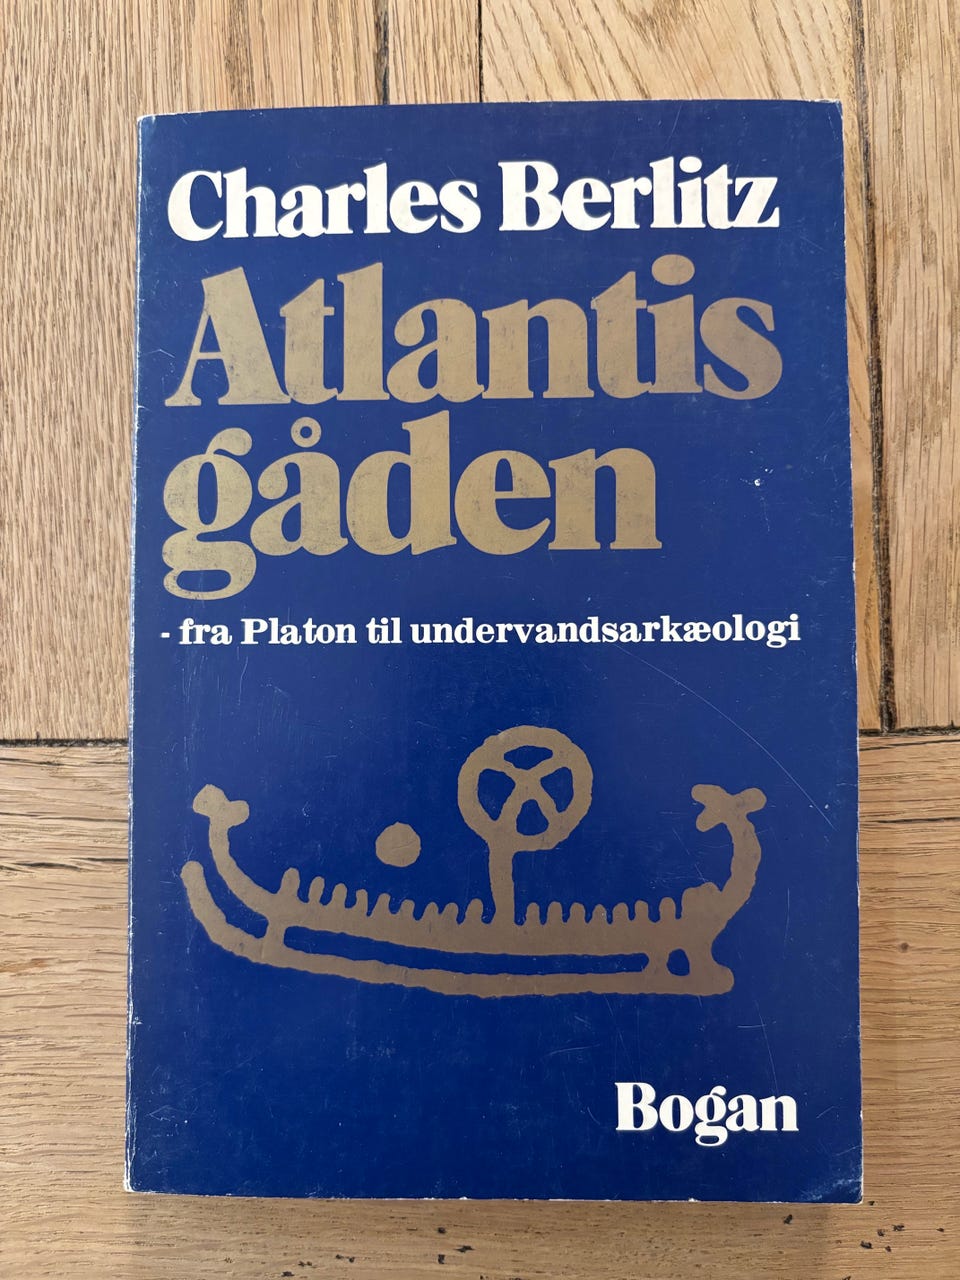 Charles Berlitz
Atlantis
gåden
- fra Platon til undervandsarkæologi
Bogan